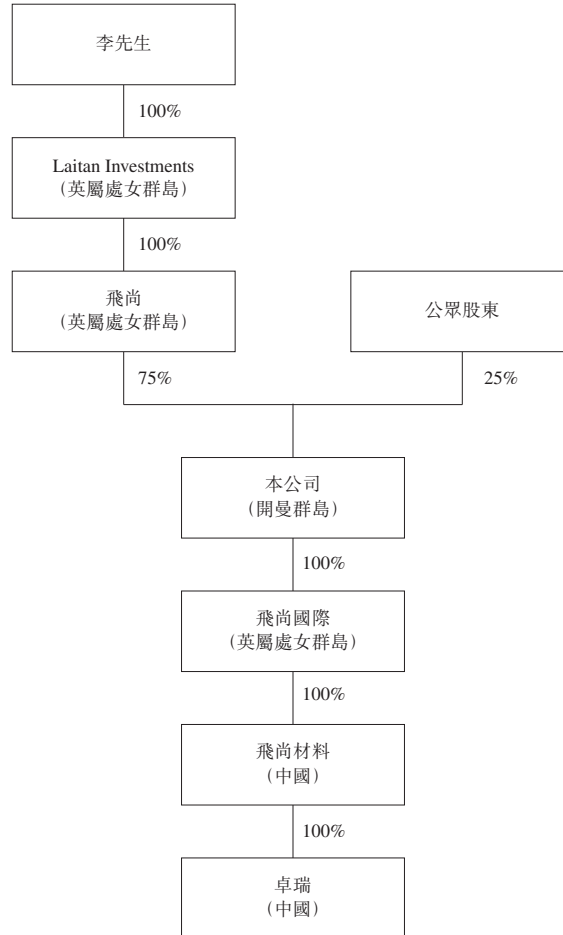 李先生
100%
Laitan Investments
（英屬處女群島）
100%
飛尚
（英屬處女群島）
公眾股東
75%
25%
本公司
（開曼群島）
100%
飛尚國際
（英屬處女群島）
100%
飛尚材料
（中國）
100%
卓瑞
（中國）